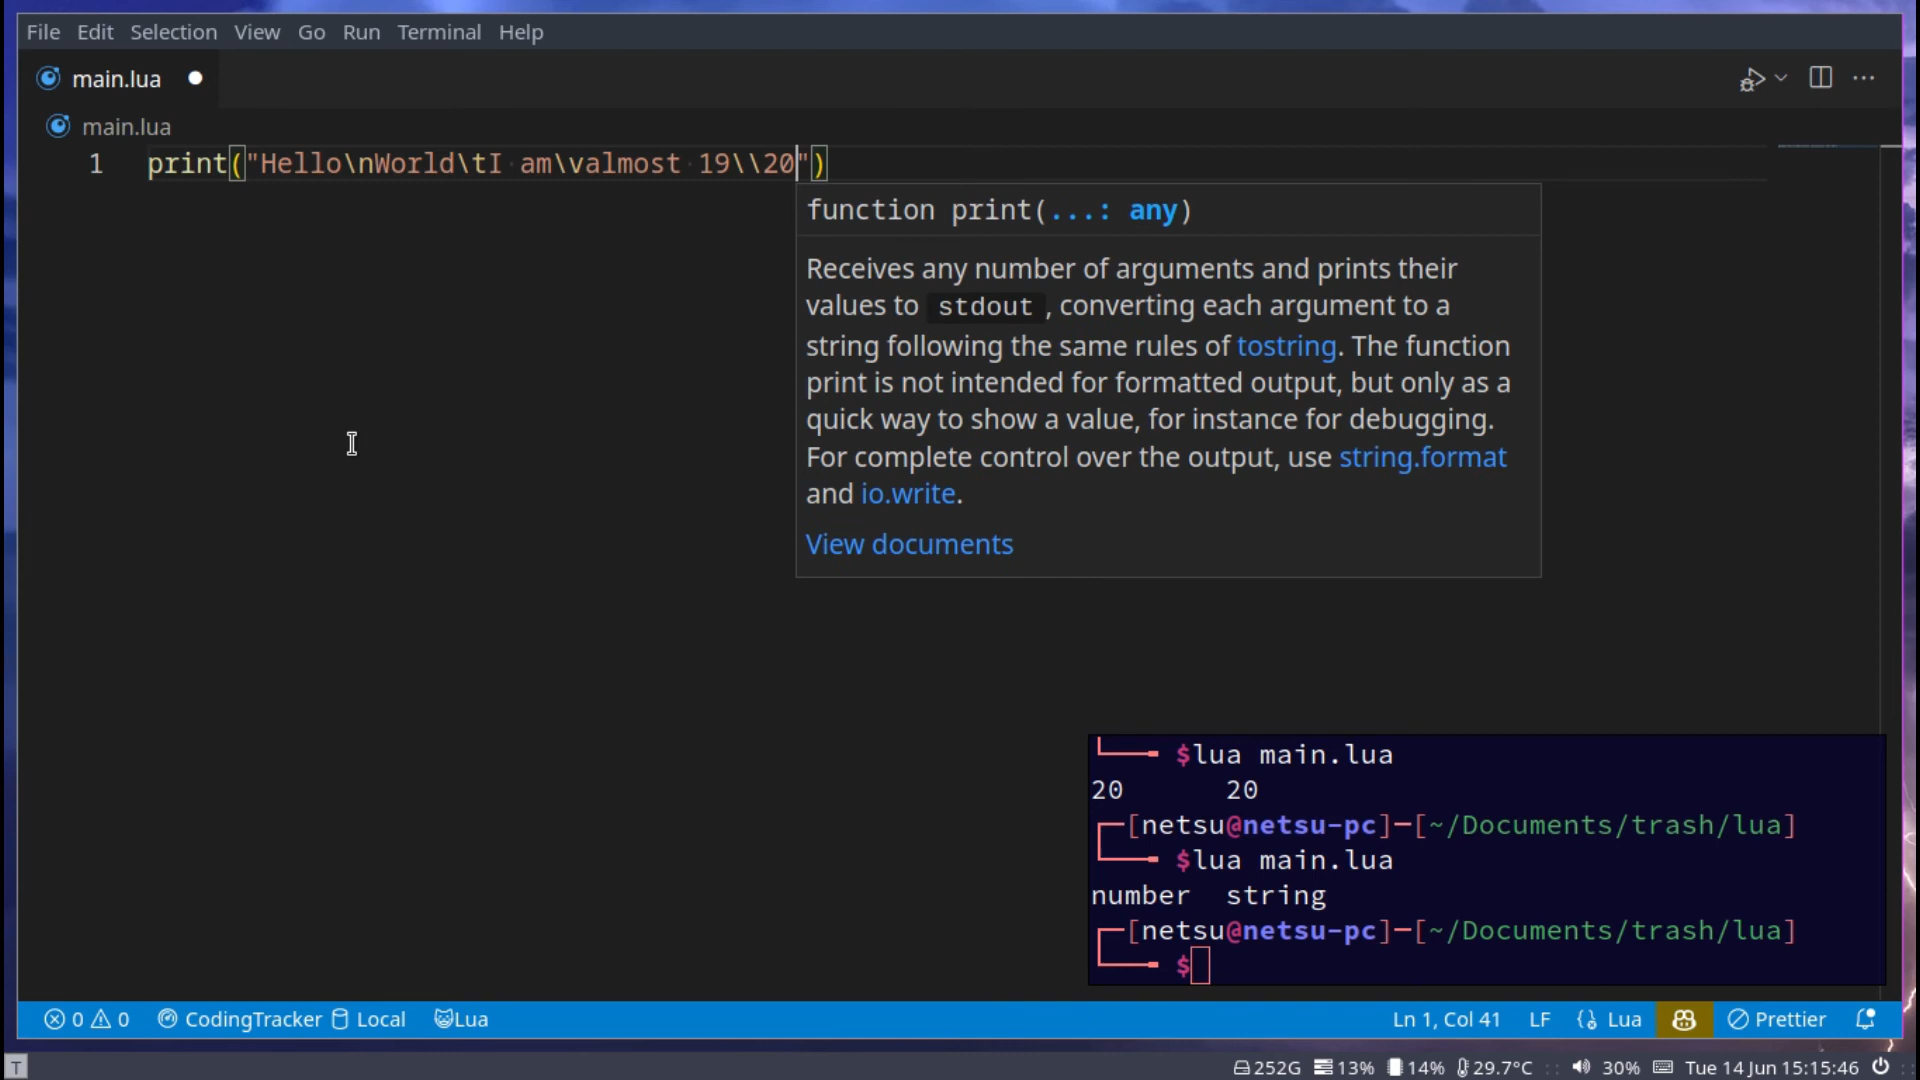 File Edit Selection View Go Run Terminal Help
main.lua
main.lua
1 print("Hello\nWorld\tI am\valmost 19\\20")
function print(...: any)
Receives any number of arguments and prints their
values to stdout, converting each argument to a
string following the same rules of tostring. The function
print is not intended for formatted output, but only as a
quick way to show a value, for instance for debugging.
For complete control over the output, use string.format
and io.write.
View documents
$lua main.lua
20 20
[netsu@netsu-pc]-[~/Documents/trash/lua]
$lua main.lua
number string
[netsu@netsu-pc]-[~/Documents/trash/lua]
$
0 0 CodingTracker Local Lua Ln 1, Col 41 LF Lua Prettier
T 252G 13% 14% 29.7°C 30% Tue 14 Jun 15:15:46